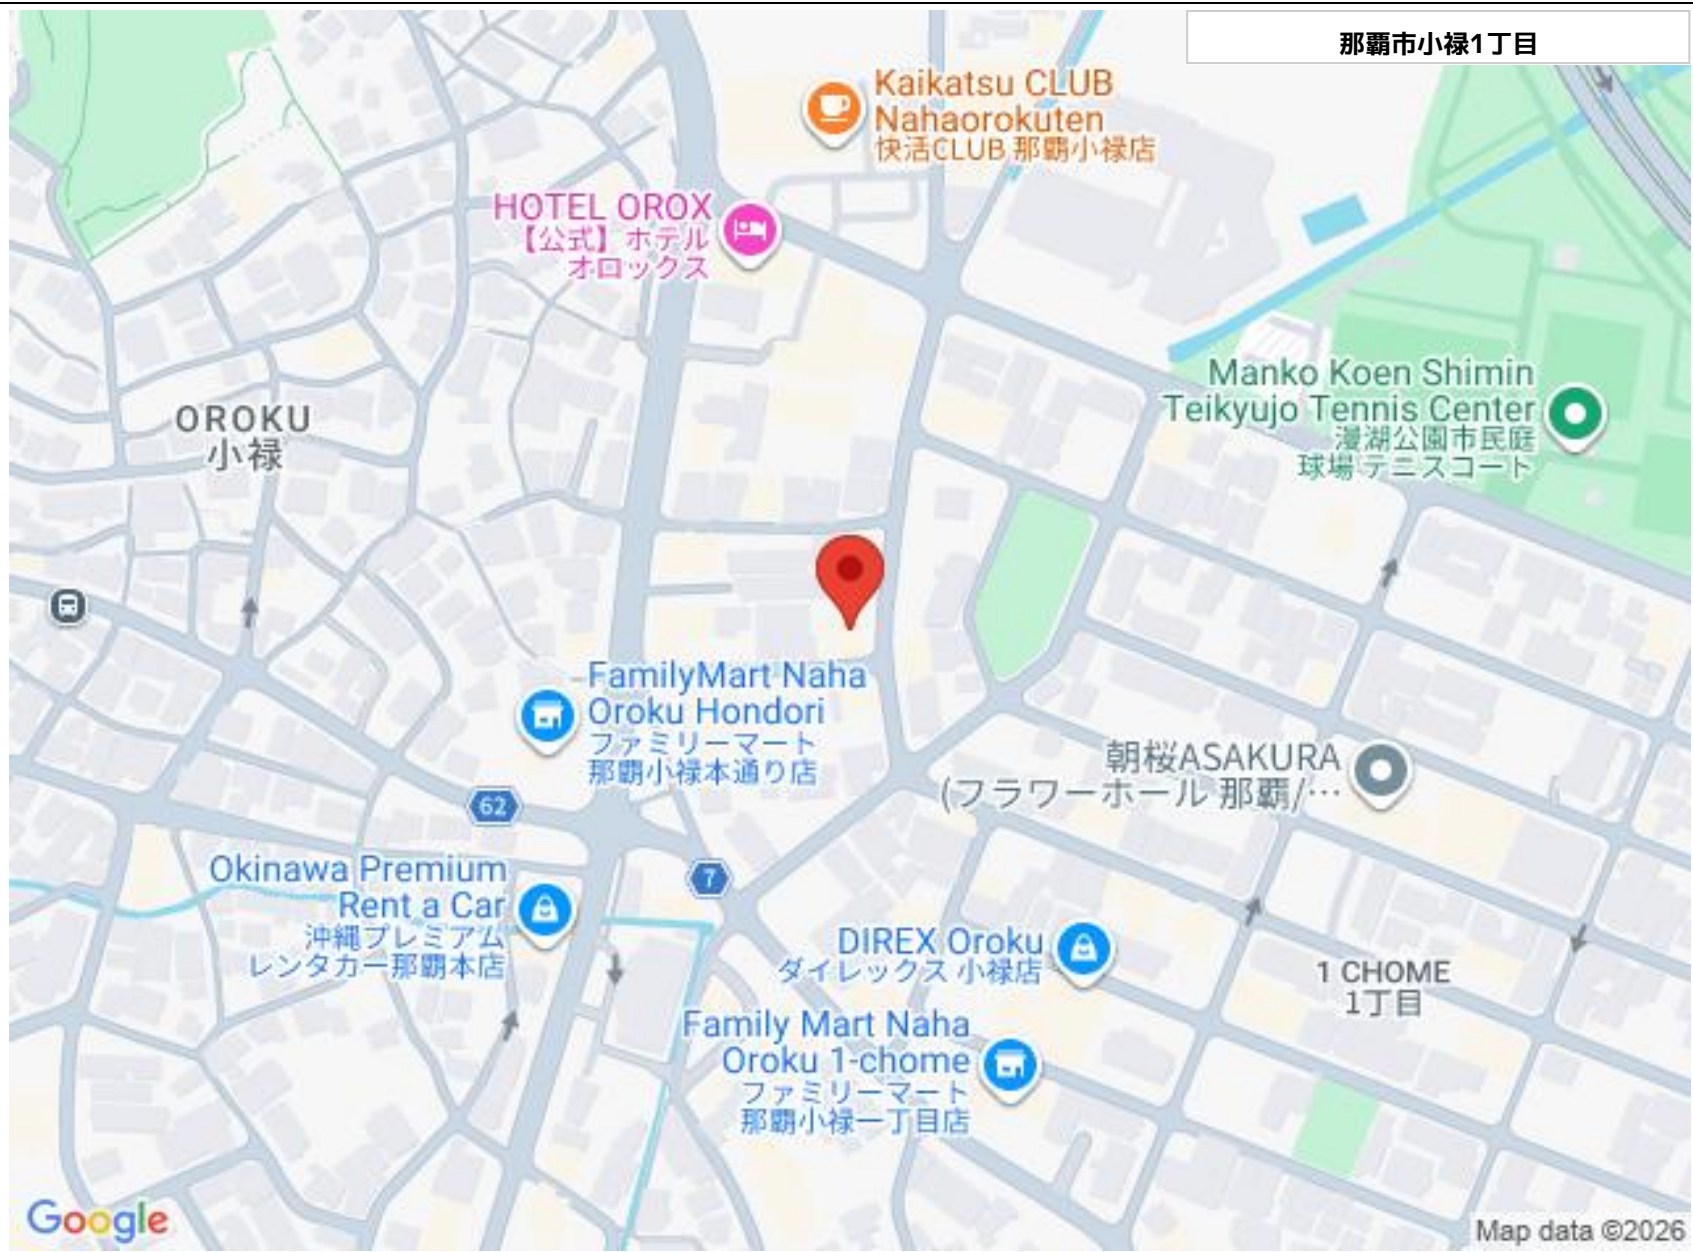 那覇市小禄1丁目
Kaikatsu CLUB
Nahaorokuten
快活CLUB 那覇小禄店
HOTEL OROX
【公式】ホテル
オロックス
Manko Koen Shimin
Teikyujo Tennis Center
漫湖公園市民庭
球場 テニスコート
OROKU
小禄
FamilyMart Naha
Oroku Hondori
ファミリーマート
那覇小禄本通り店
朝桜ASAKURA
(フラワーホール 那覇/…
62
7
Okinawa Premium
Rent a Car
沖縄プレミアム
レンタカー那覇本店
DIREX Oroku
ダイレックス 小禄店
1 CHOME
1丁目
Family Mart Naha
Oroku 1-chome
ファミリーマート
那覇小禄一丁目店
Google
Map data ©2026